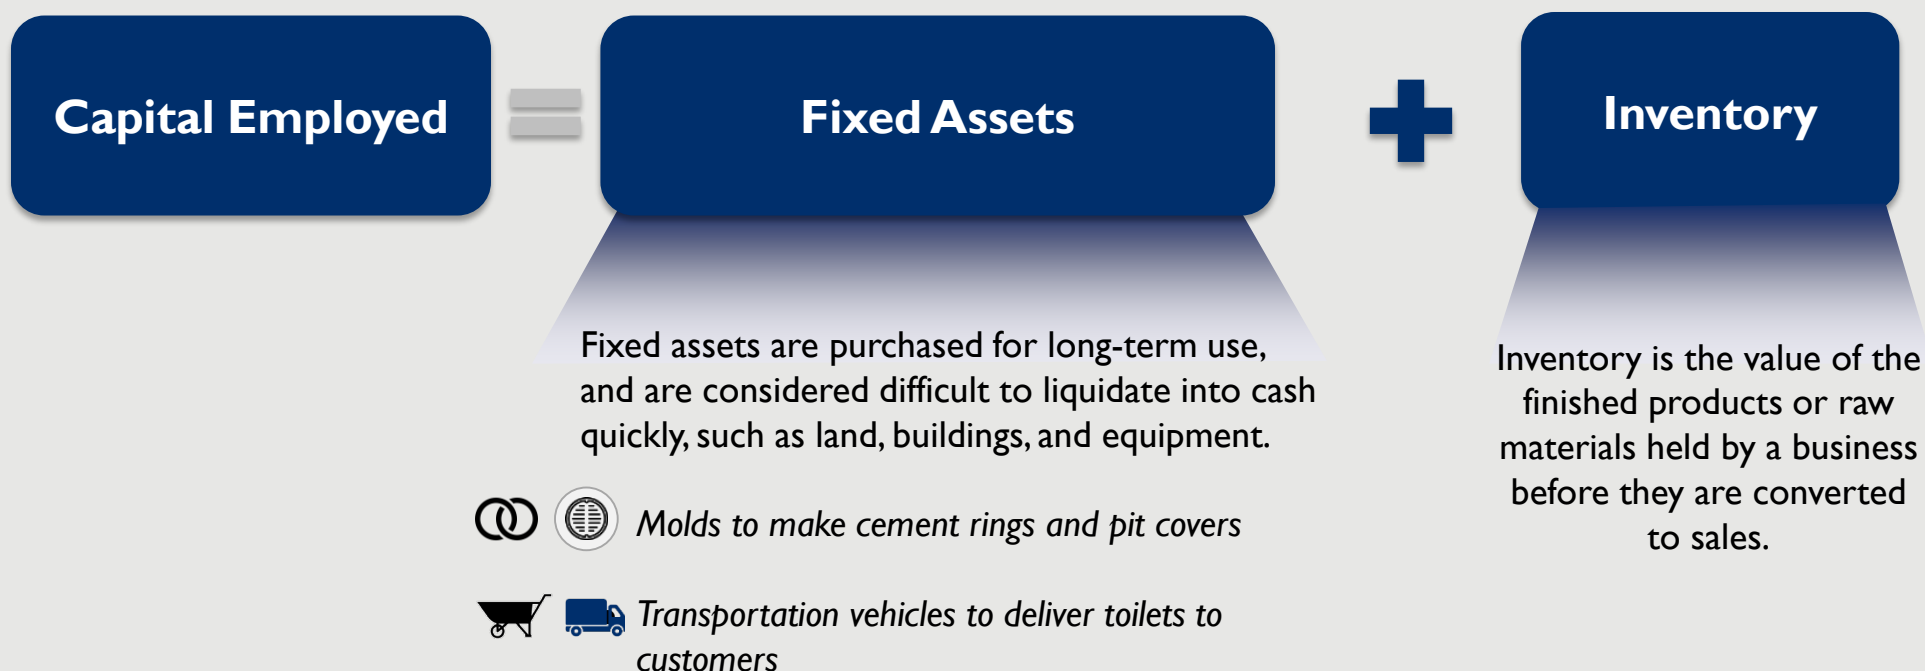 Capital Employed
Fixed Assets
Inventory
Fixed assets are purchased for long-term use,
and are considered difficult to liquidate into cash
quickly, such as land, buildings, and equipment.
Molds to make cement rings and pit covers
Transportation vehicles to deliver toilets to
customers
Inventory is the value of the
finished products or raw
materials held by a business
before they are converted
to sales.